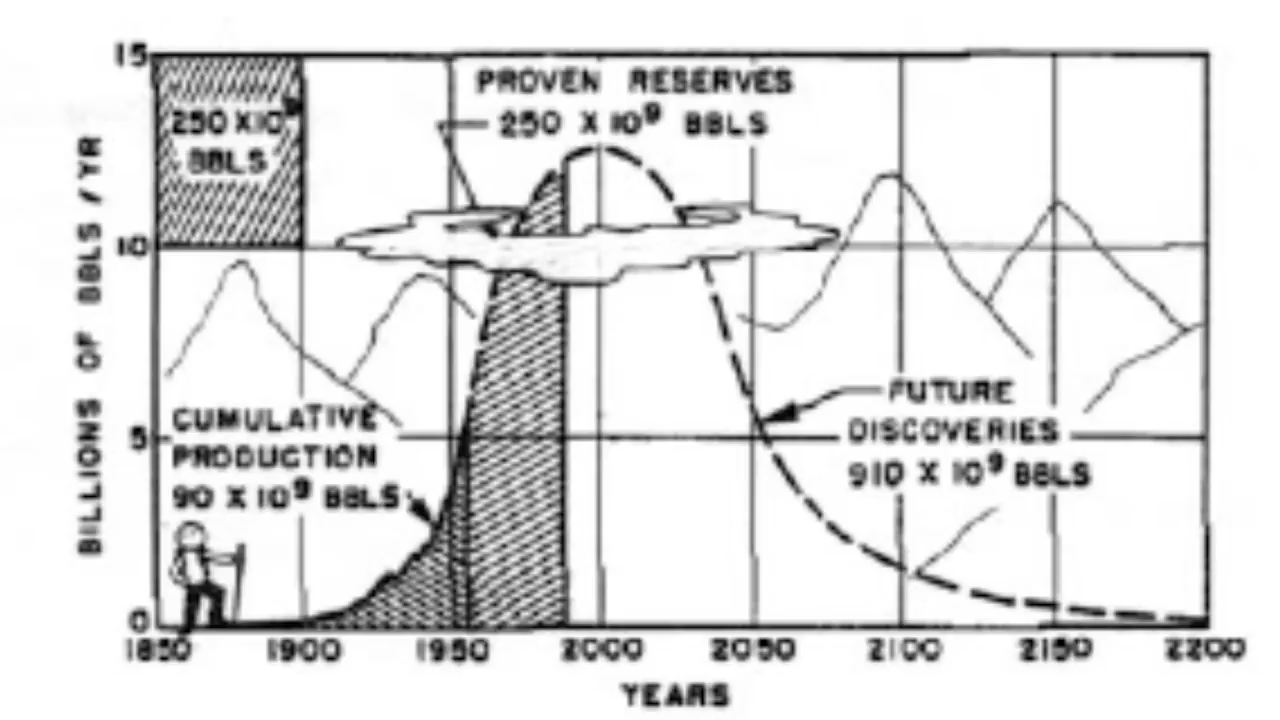 15
PROVEN RESERVES
250 X 10⁹ BBLS
250 X10⁹
BBLS
BILLIONS OF BBLS / YR
10
CUMULATIVE
PRODUCTION
90 X 10⁹ BBLS
FUTURE
DISCOVERIES
910 X 10⁹ BBLS
5
0
1850 1900 1950 2000 2050 2100 2150 2200
YEARS